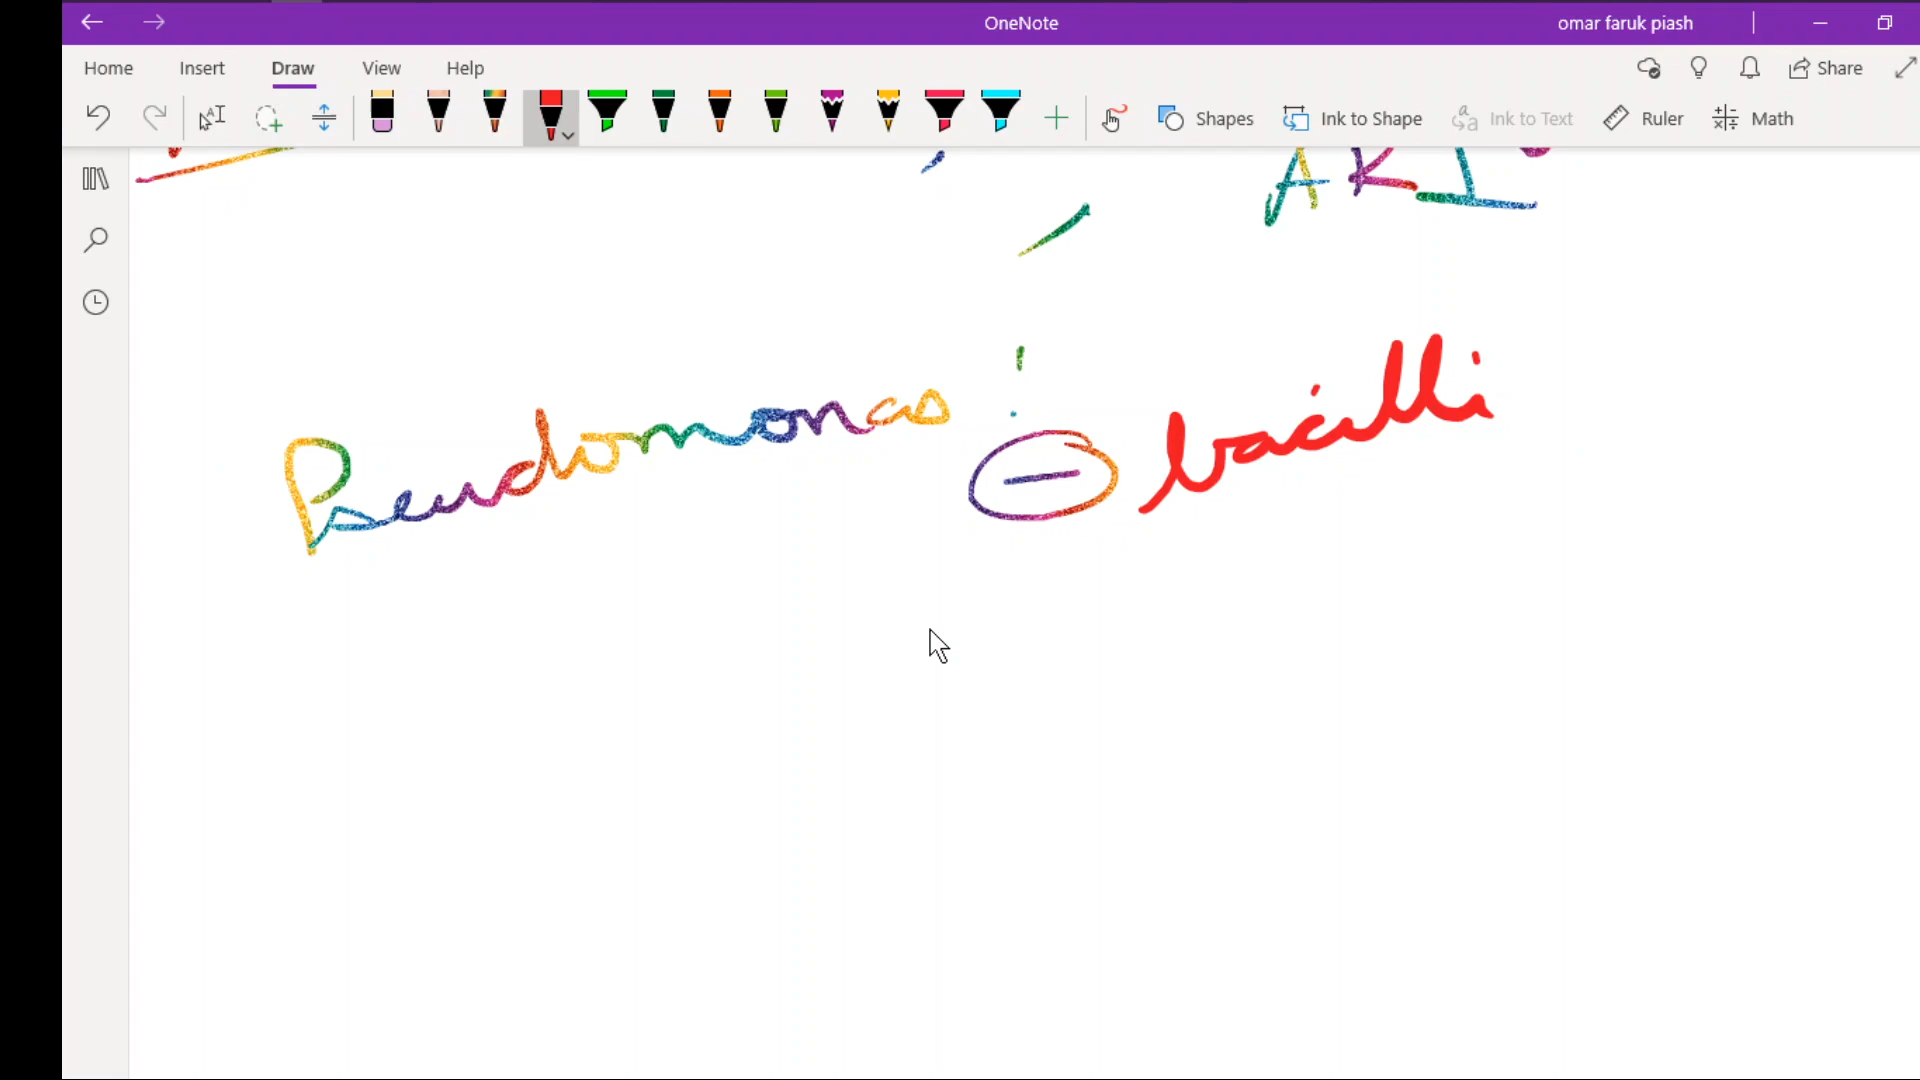 OneNote
omar faruk piash
Home Insert Draw View Help
Share
Shapes Ink to Shape Ink to Text Ruler Math
ARI
Pseudomonas : ⊖ bacilli